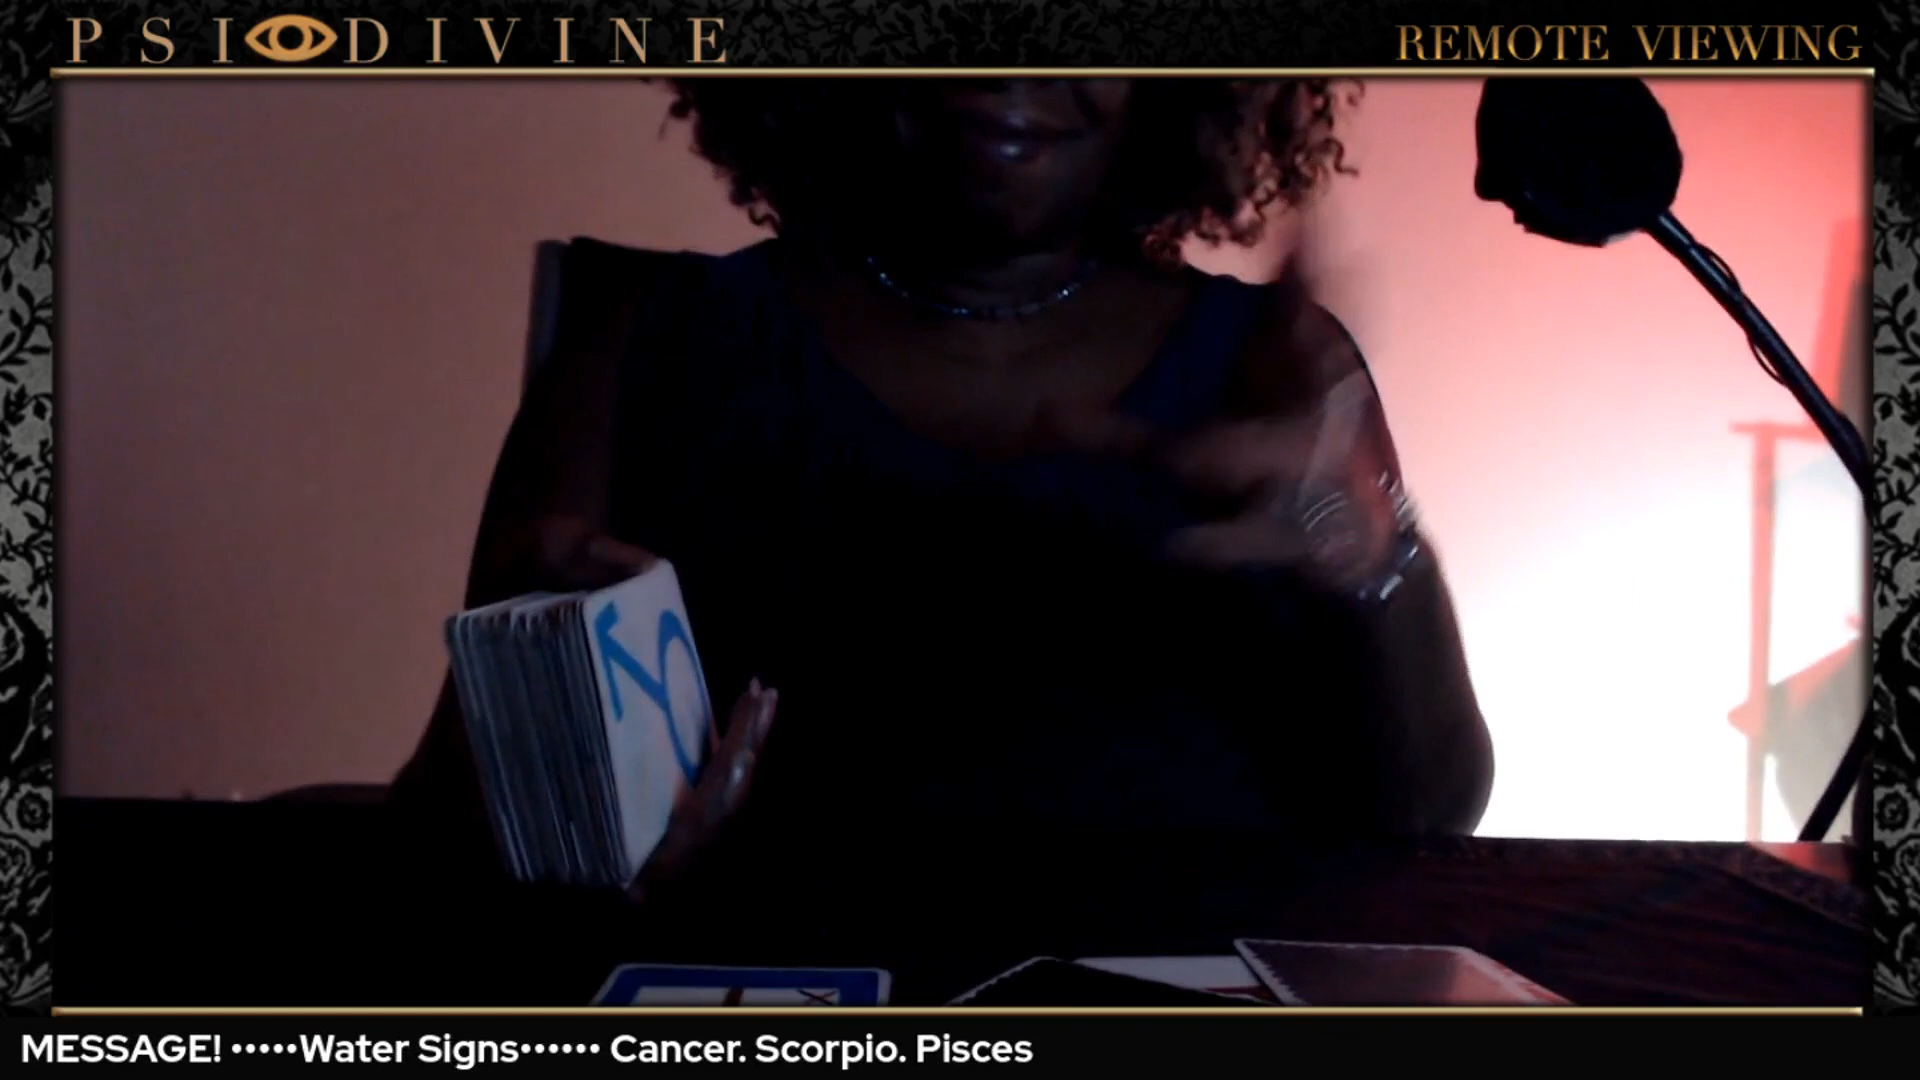 PSI DIVINE
REMOTE VIEWING
MESSAGE! •••••Water Signs•••••• Cancer. Scorpio. Pisces